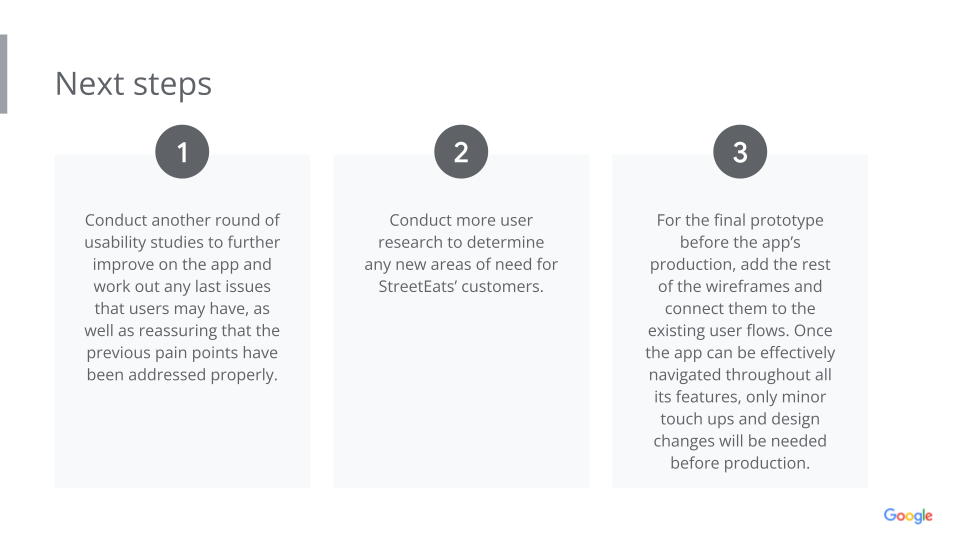 Next steps
1
Conduct another round of
usability studies to further
improve on the app and
work out any last issues
that users may have, as
well as reassuring that the
previous pain points have
been addressed properly.
2
Conduct more user
research to determine
any new areas of need for
StreetEats’ customers.
3
For the final prototype
before the app’s
production, add the rest
of the wireframes and
connect them to the
existing user flows. Once
the app can be effectively
navigated throughout all
its features, only minor
touch ups and design
changes will be needed
before production.
Google